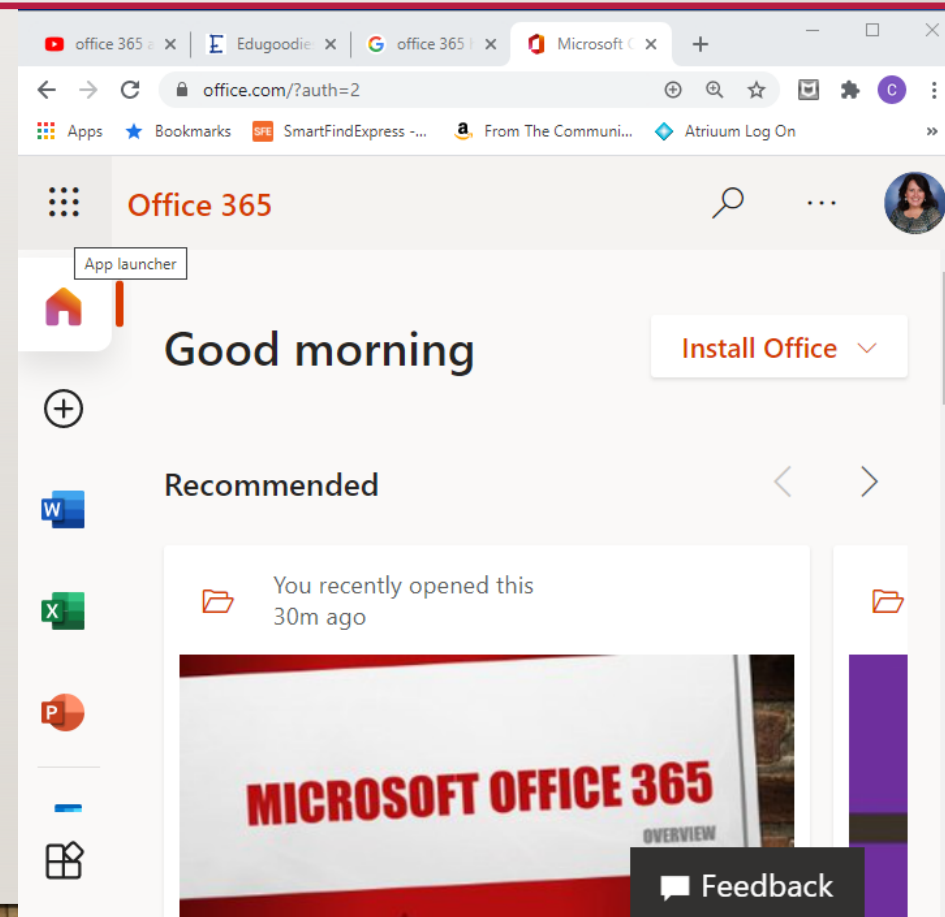 office 365 a
Edugoodie
office 365 h
Microsoft
office.com/?auth=2
C
Apps
Bookmarks
SFE
SmartFindExpress -...
a
From The Communi...
Atriuum Log On
»
Office 365
...
App launcher
Good morning
Install Office
Recommended
W
You recently opened this
30m ago
X
P
MICROSOFT OFFICE 365
OVERVIEW
Feedback